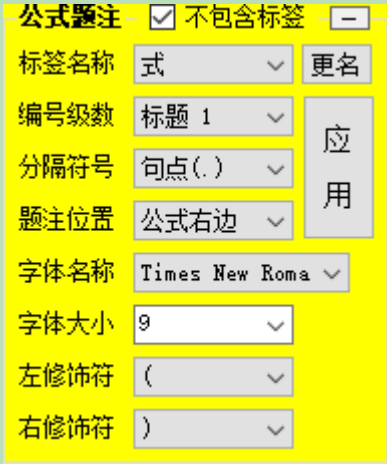 公式题注 不包含标签 —
标签名称 式 更名
编号级数 标题 1
应用
分隔符号 句点(.)
题注位置 公式右边
字体名称 Times New Roma
字体大小 9
左修饰符 (
右修饰符 )